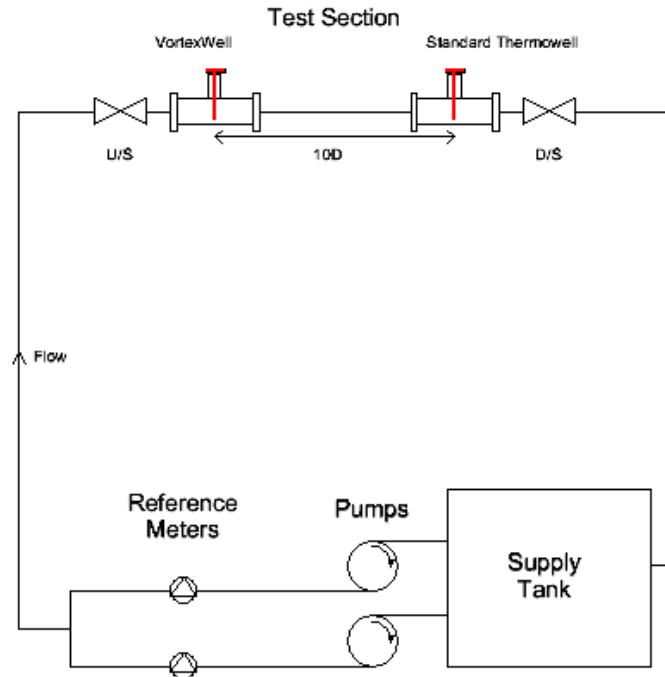 Test Section
VortexWell
Standard Thermowell
U/S
10D
D/S
Flow
Reference
Meters
Pumps
Supply
Tank